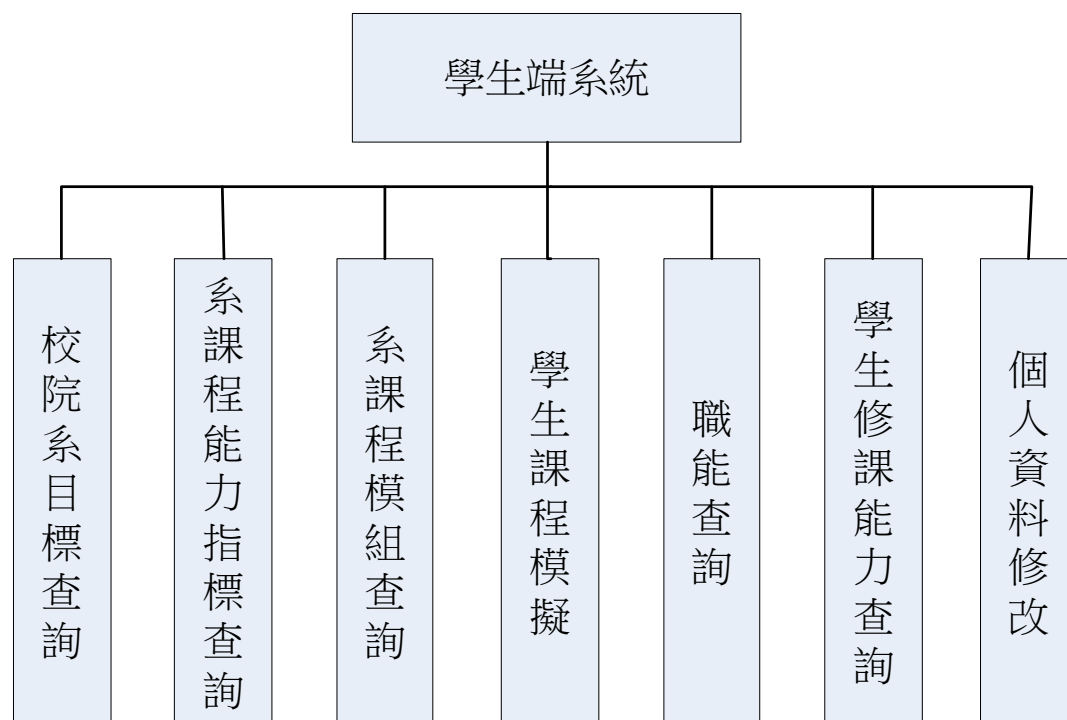 學生端系統
校院系目標查詢
系課程能力指標查詢
系課程模組查詢
學生課程模擬
職能查詢
學生修課能力查詢
個人資料修改